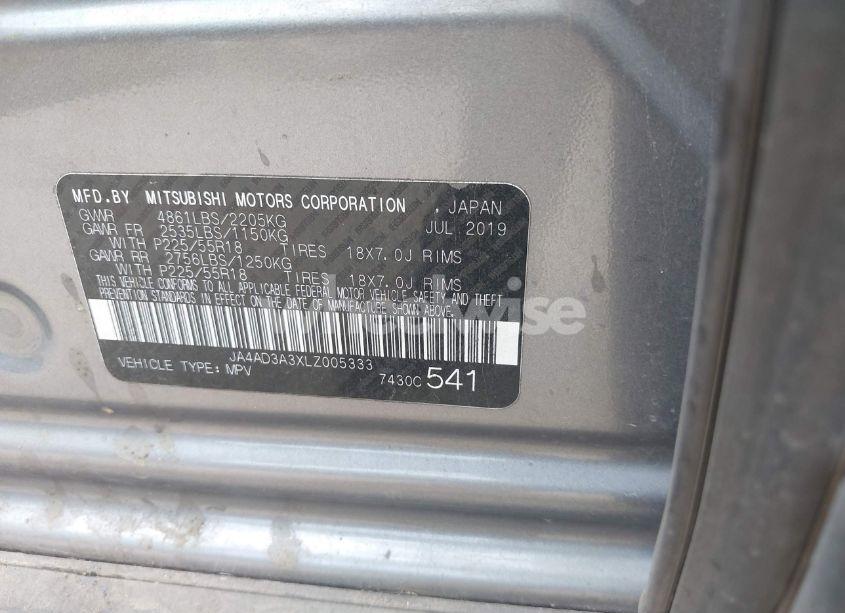 MFD.BY MITSUBISHI MOTORS CORPORATION , JAPAN
GVWR 4861LBS/2205KG JUL 2019
GAWR FR 2535LBS/1150KG
WITH P225/55R18 TIRES 18X7.0J RIMS
GAWR RR 2756LBS/1250KG
WITH P225/55R18 TIRES 18X7.0J RIMS
THIS VEHICLE CONFORMS TO ALL APPLICABLE FEDERAL MOTOR VEHICLE SAFETY AND THEFT
PREVENTION STANDARDS IN EFFECT ON THE DATE OF MANUFACTURE SHOWN ABOVE.
JA4AD3A3XLZ005333
VEHICLE TYPE: MPV 7430C 541